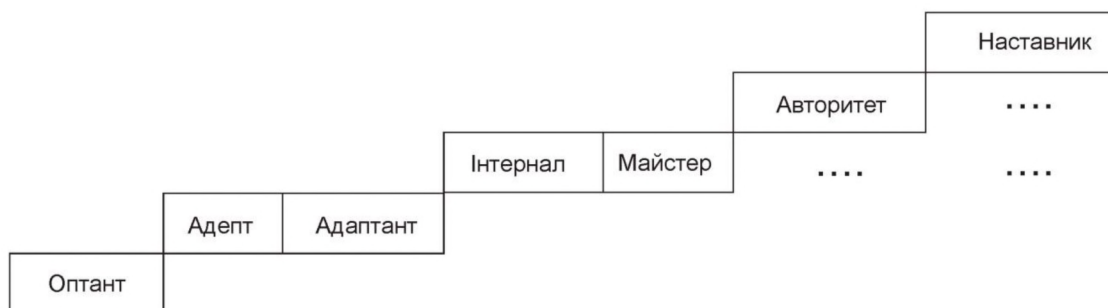 Наставник
Авторитет ....
Інтернал Майстер .... ....
Адепт Адаптант
Оптант